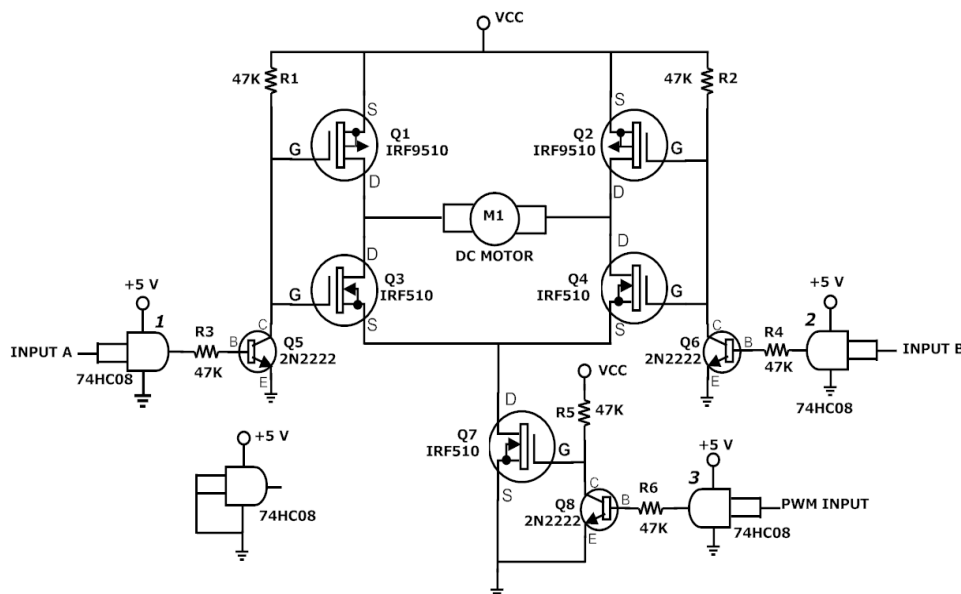 VCC
47K R1
47K R2
S
S
Q1
IRF9510
Q2
IRF9510
G
G
D
D
M1
DC MOTOR
D
D
Q3
IRF510
Q4
IRF510
G
G
S
S
+5 V
1
INPUT A
74HC08
R3
47K
B
C
E
Q5
2N2222
Q6
2N2222
C
B
E
R4
47K
+5 V
2
INPUT B
74HC08
VCC
R5
47K
D
Q7
IRF510
G
S
+5 V
74HC08
Q8
2N2222
C
B
E
R6
47K
+5 V
3
PWM INPUT
74HC08